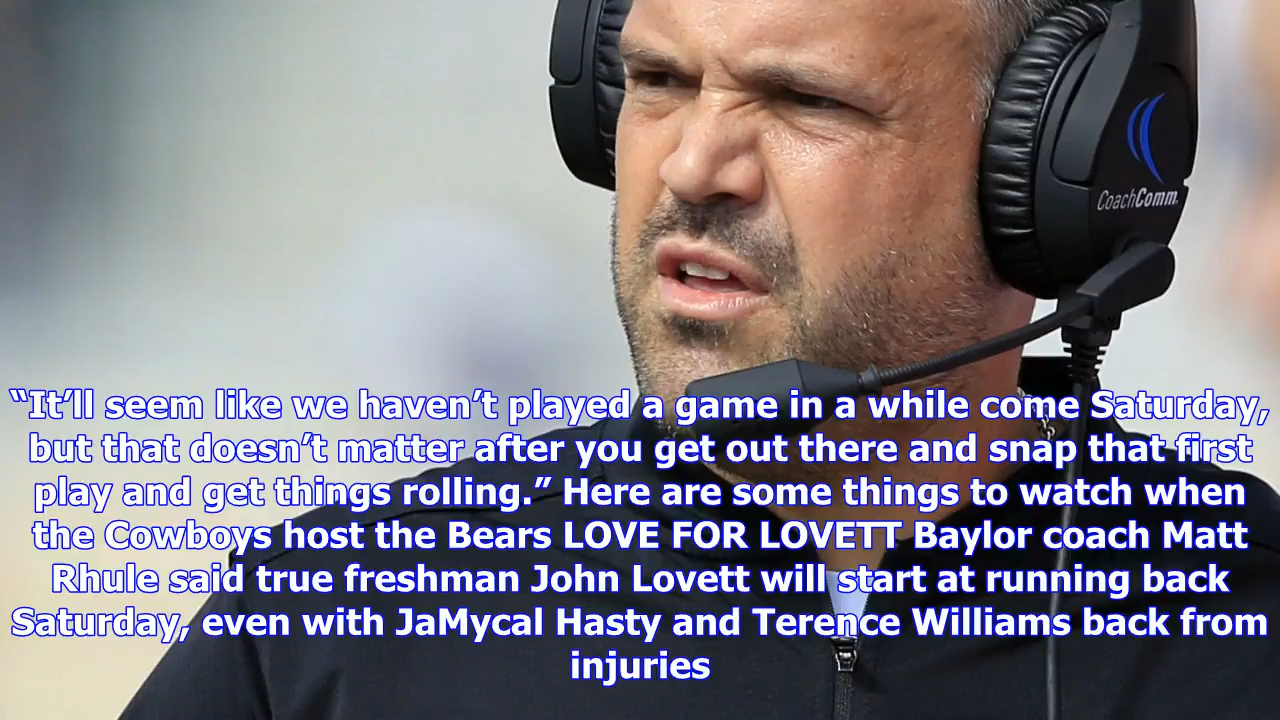 CoachComm.
“It’ll seem like we haven’t played a game in a while come Saturday,
but that doesn’t matter after you get out there and snap that first
play and get things rolling.” Here are some things to watch when
the Cowboys host the Bears LOVE FOR LOVETT Baylor coach Matt
Rhule said true freshman John Lovett will start at running back
Saturday, even with JaMycal Hasty and Terence Williams back from
injuries